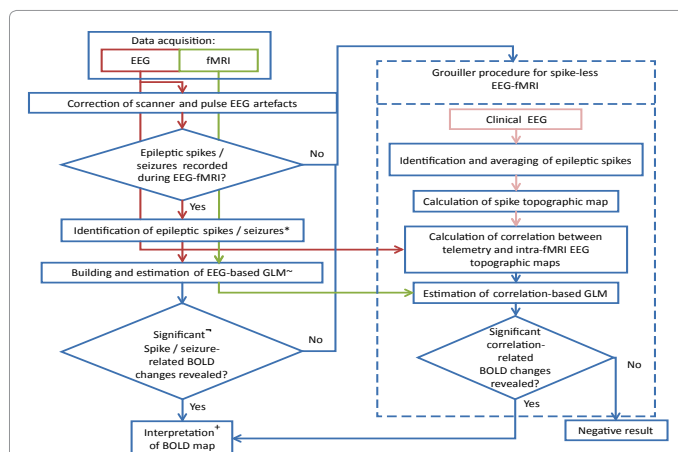 Data acquisition:
EEG
fMRI
Correction of scanner and pulse EEG artefacts
Epileptic spikes /
seizures recorded
during EEG-fMRI?
No
Yes
Identification of epileptic spikes / seizures*
Building and estimation of EEG-based GLM~
Significant¬
Spike / seizure-
related BOLD
changes revealed?
No
Yes
Interpretation+
of BOLD map
Grouiller procedure for spike-less
EEG-fMRI
Clinical EEG
Identification and averaging of epileptic spikes
Calculation of spike topographic map
Calculation of correlation between
telemetry and intra-fMRI EEG
topographic maps
Estimation of correlation-based GLM
Significant
correlation-
related
BOLD changes
revealed?
No
Yes
Negative result